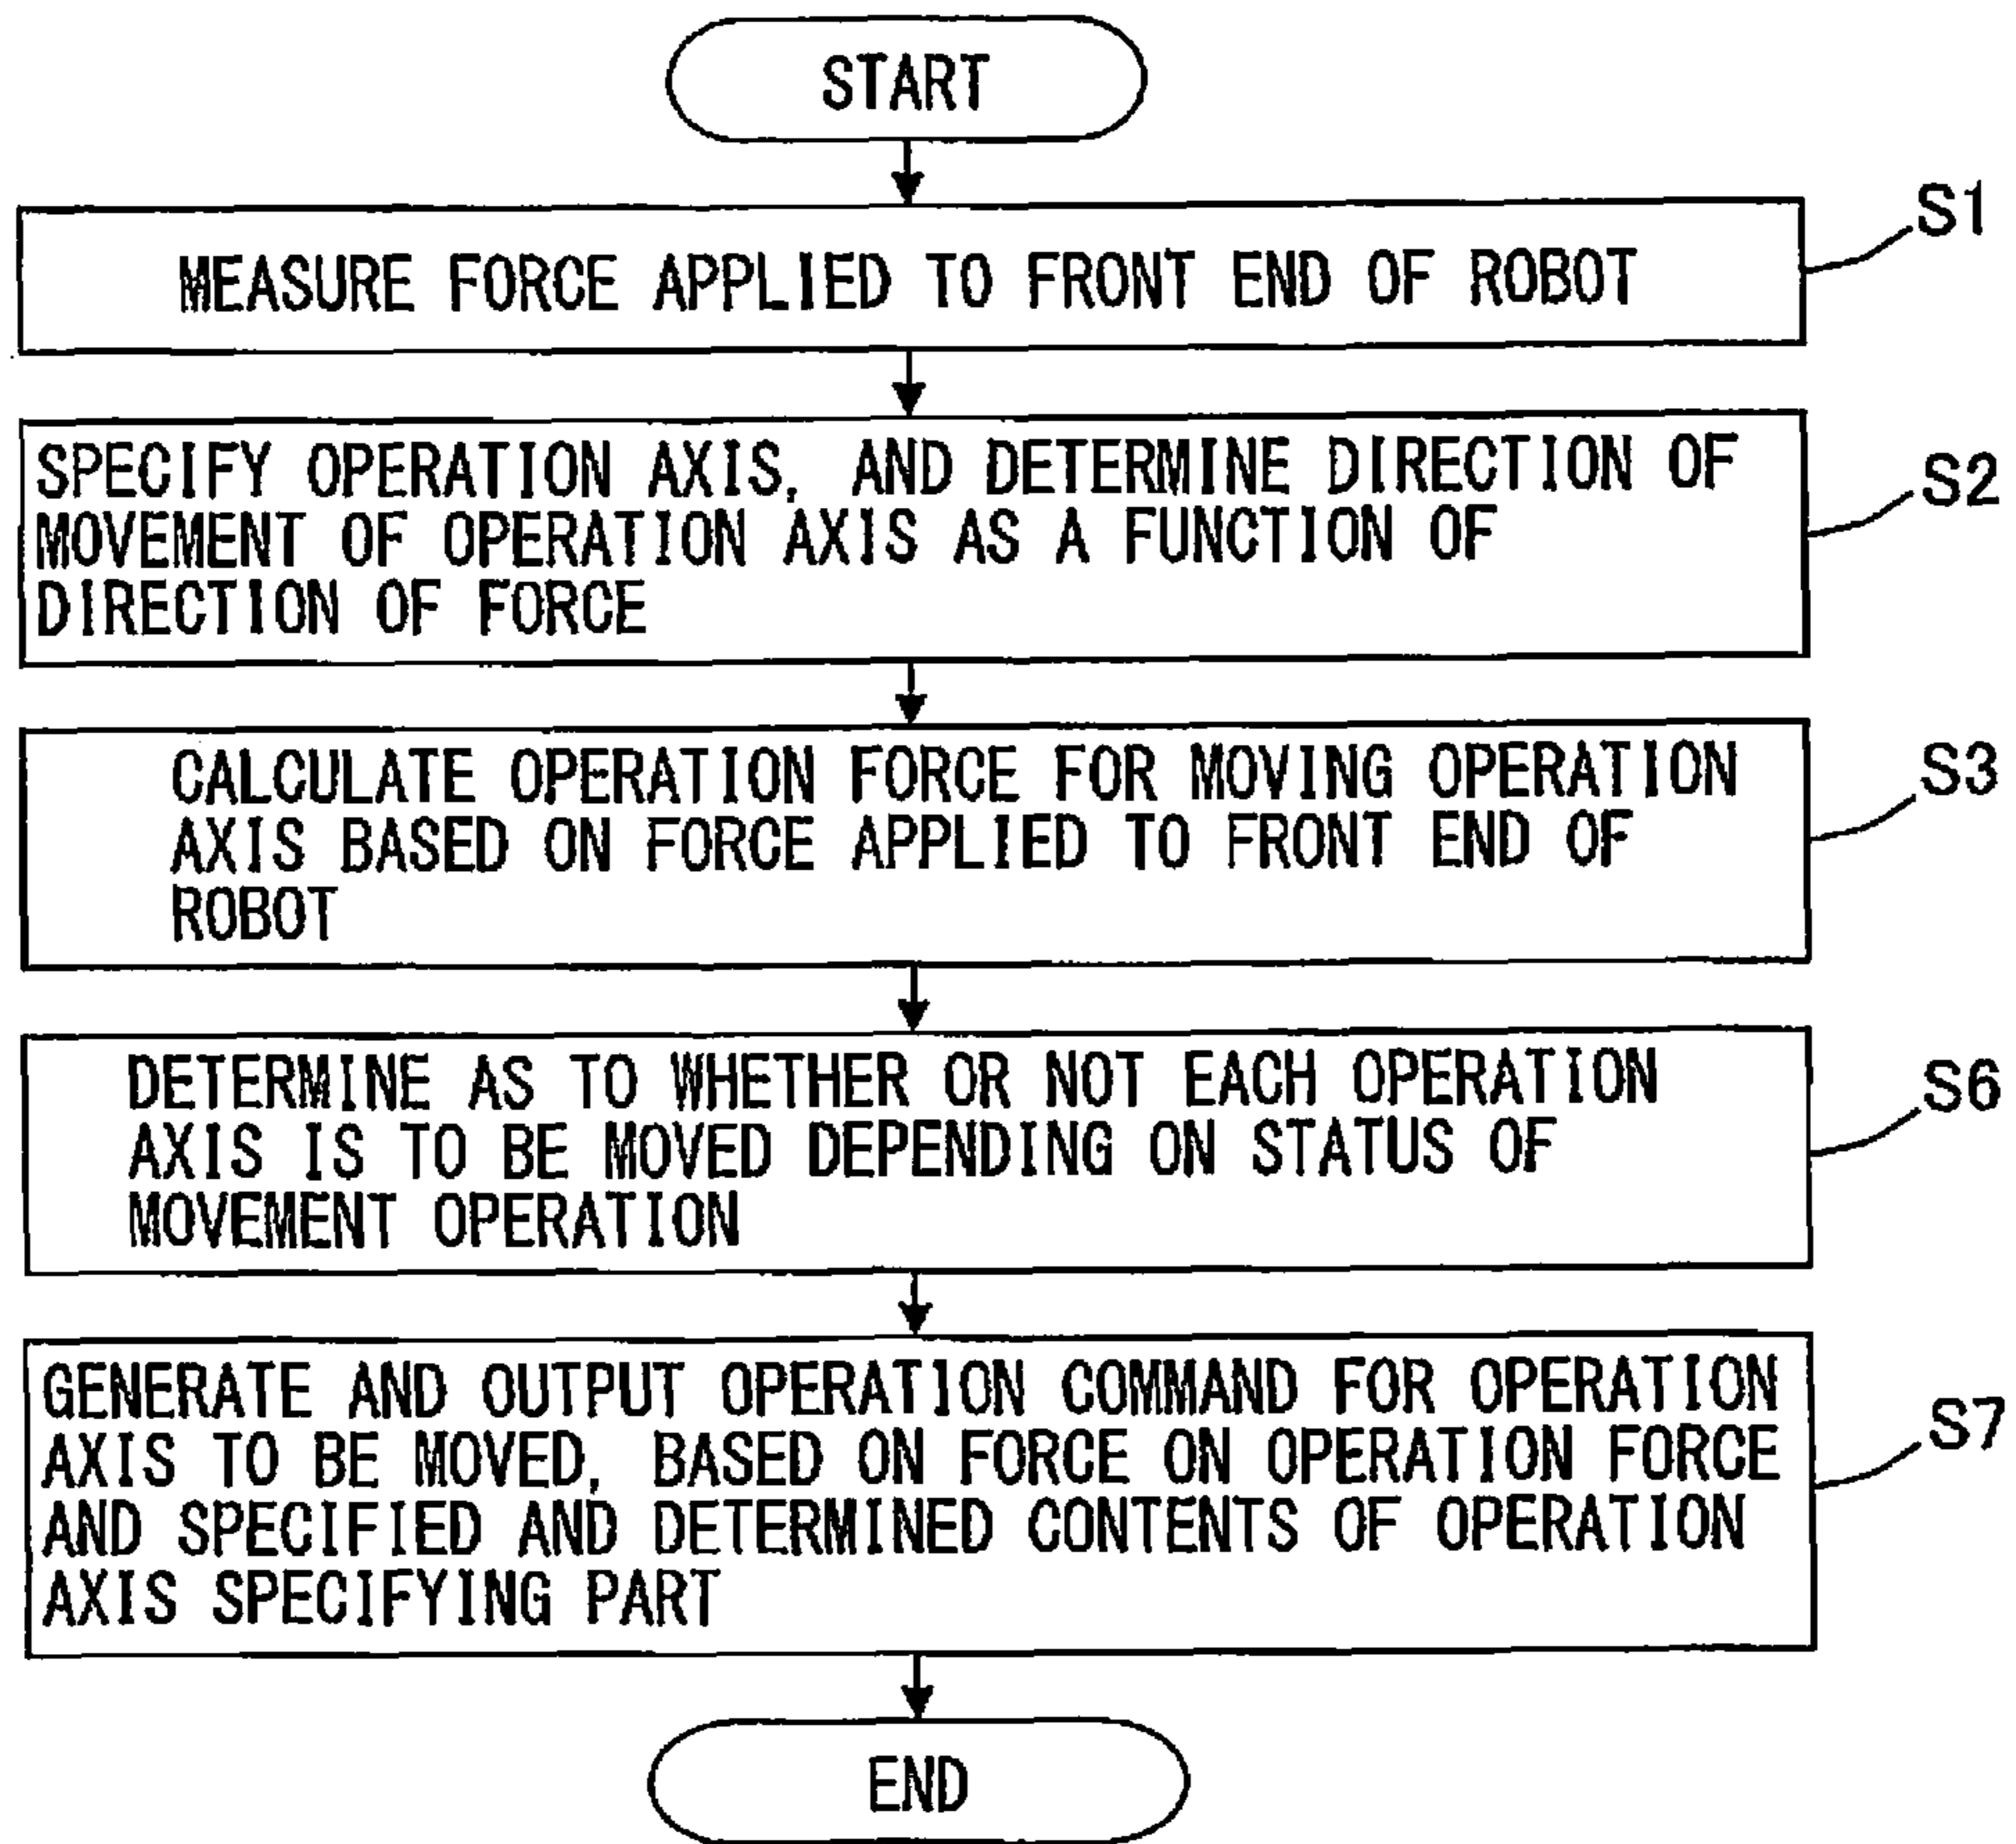 START
S1
MEASURE FORCE APPLIED TO FRONT END OF ROBOT
SPECIFY OPERATION AXIS, AND DETERMINE DIRECTION OF
MOVEMENT OF OPERATION AXIS AS A FUNCTION OF
DIRECTION OF FORCE
S2
CALCULATE OPERATION FORCE FOR MOVING OPERATION
AXIS BASED ON FORCE APPLIED TO FRONT END OF
ROBOT
S3
DETERMINE AS TO WHETHER OR NOT EACH OPERATION
AXIS IS TO BE MOVED DEPENDING ON STATUS OF
MOVEMENT OPERATION
S6
GENERATE AND OUTPUT OPERATION COMMAND FOR OPERATION
AXIS TO BE MOVED, BASED ON FORCE ON OPERATION FORCE
AND SPECIFIED AND DETERMINED CONTENTS OF OPERATION
AXIS SPECIFYING PART
S7
END